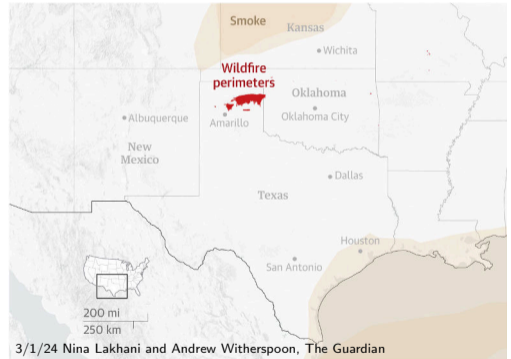 Smoke
Kansas
Wichita
Wildfire
perimeters
Oklahoma
Albuquerque
Amarillo
Oklahoma City
New
Mexico
Dallas
Texas
Houston
San Antonio
200 mi
250 km
3/1/24 Nina Lakhani and Andrew Witherspoon, The Guardian